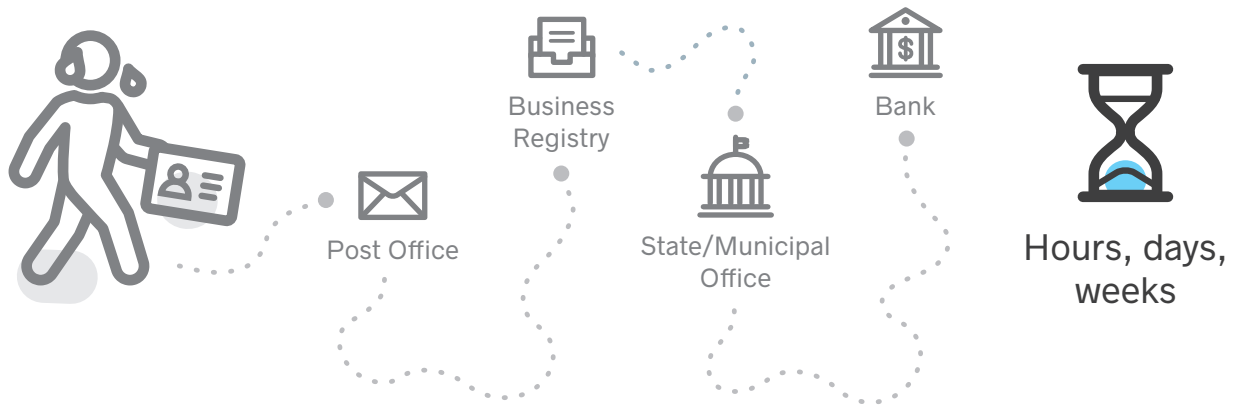 Post Office
Business
Registry
State/Municipal
Office
Bank
$
Hours, days,
weeks